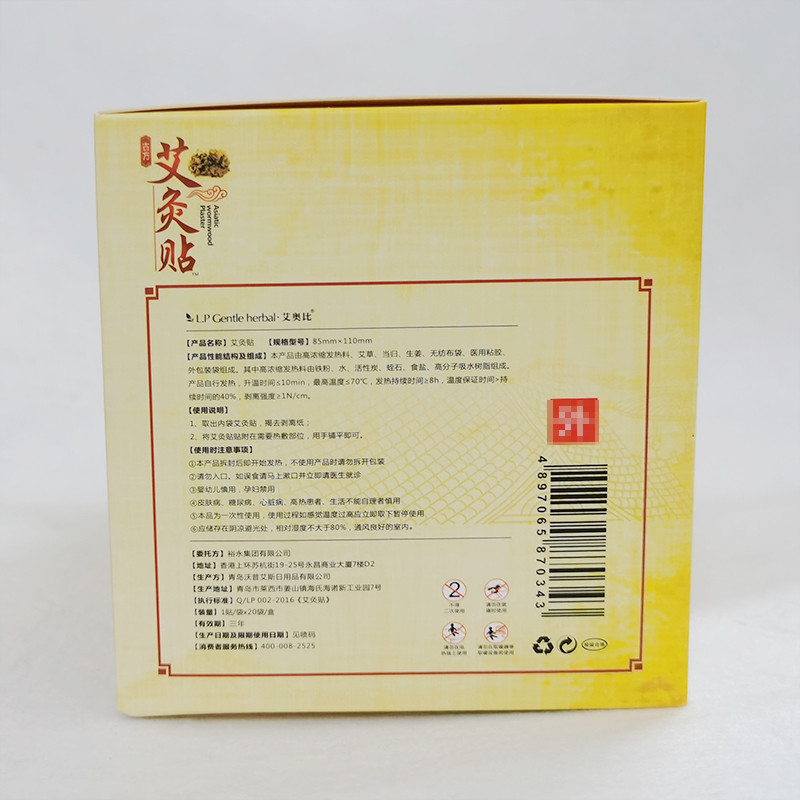 古方
艾灸贴
TM
Asiatic
wormwood
Plaster
L.P Gentle herbal·艾奥比®
【产品名称】艾灸贴 【规格型号】85mm×110mm
【产品性能结构及组成】本产品由高浓缩发热料、艾草、当归、生姜、无纺布袋、医用粘胶、
外包装袋组成。其中高浓缩发热料由铁粉、水、活性炭、蛭石、食盐、高分子吸水树脂组成。
产品自行发热，升温时间≤10min，最高温度≤70℃，发热持续时间≥8h，温度保证时间>持
续时间的40%，剥离强度≥1N/cm。
【使用说明】
1、取出内袋艾灸贴，揭去剥离纸；
2、将艾灸贴贴附在需要热敷部位，用手铺平即可。
【使用时注意事项】
①本产品拆封后即开始发热，不使用产品时请勿拆开包装
②请勿入口。如误食请马上漱口并立即请医生就诊
③婴幼儿慎用，孕妇禁用
④皮肤病、糖尿病、心脏病、高热患者、生活不能自理者慎用
⑤本品为一次性使用，使用过程如感觉温度过高应立即取下暂停使用
⑥应储存在阴凉避光处，相对湿度不大于80%，通风良好的室内。
【委托方】裕永集团有限公司
【地址】香港上环苏杭街19-25号永昌商业大厦7楼D2
【生产方】青岛沃普艾斯日用品有限公司
【生产地址】青岛市莱西市姜山镇海氏海诺新工业园7号
【执行标准】Q/LP 002-2016《艾灸贴》
【装量】1贴/袋×20袋/盒
【有效期】三年
【生产日期及限期使用日期】见喷码
【消费者服务热线】400-008-2525
4 897065 870343
2
不得
二次使用